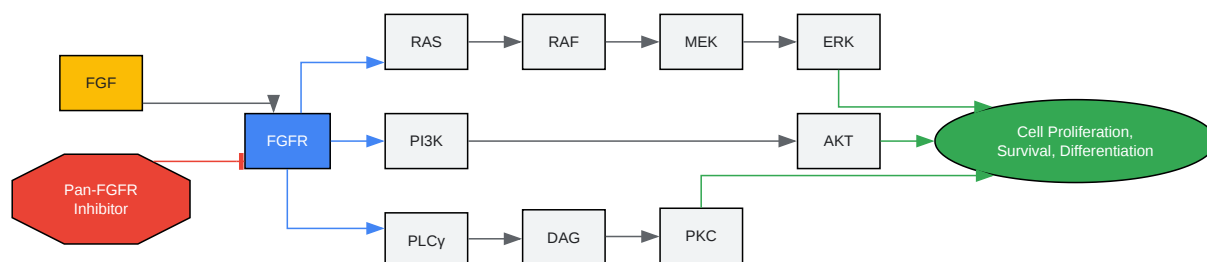 RAS
RAF
MEK
ERK
FGF
FGFR
PI3K
AKT
Cell Proliferation,
Survival, Differentiation
Pan-FGFR
Inhibitor
PLCγ
DAG
PKC